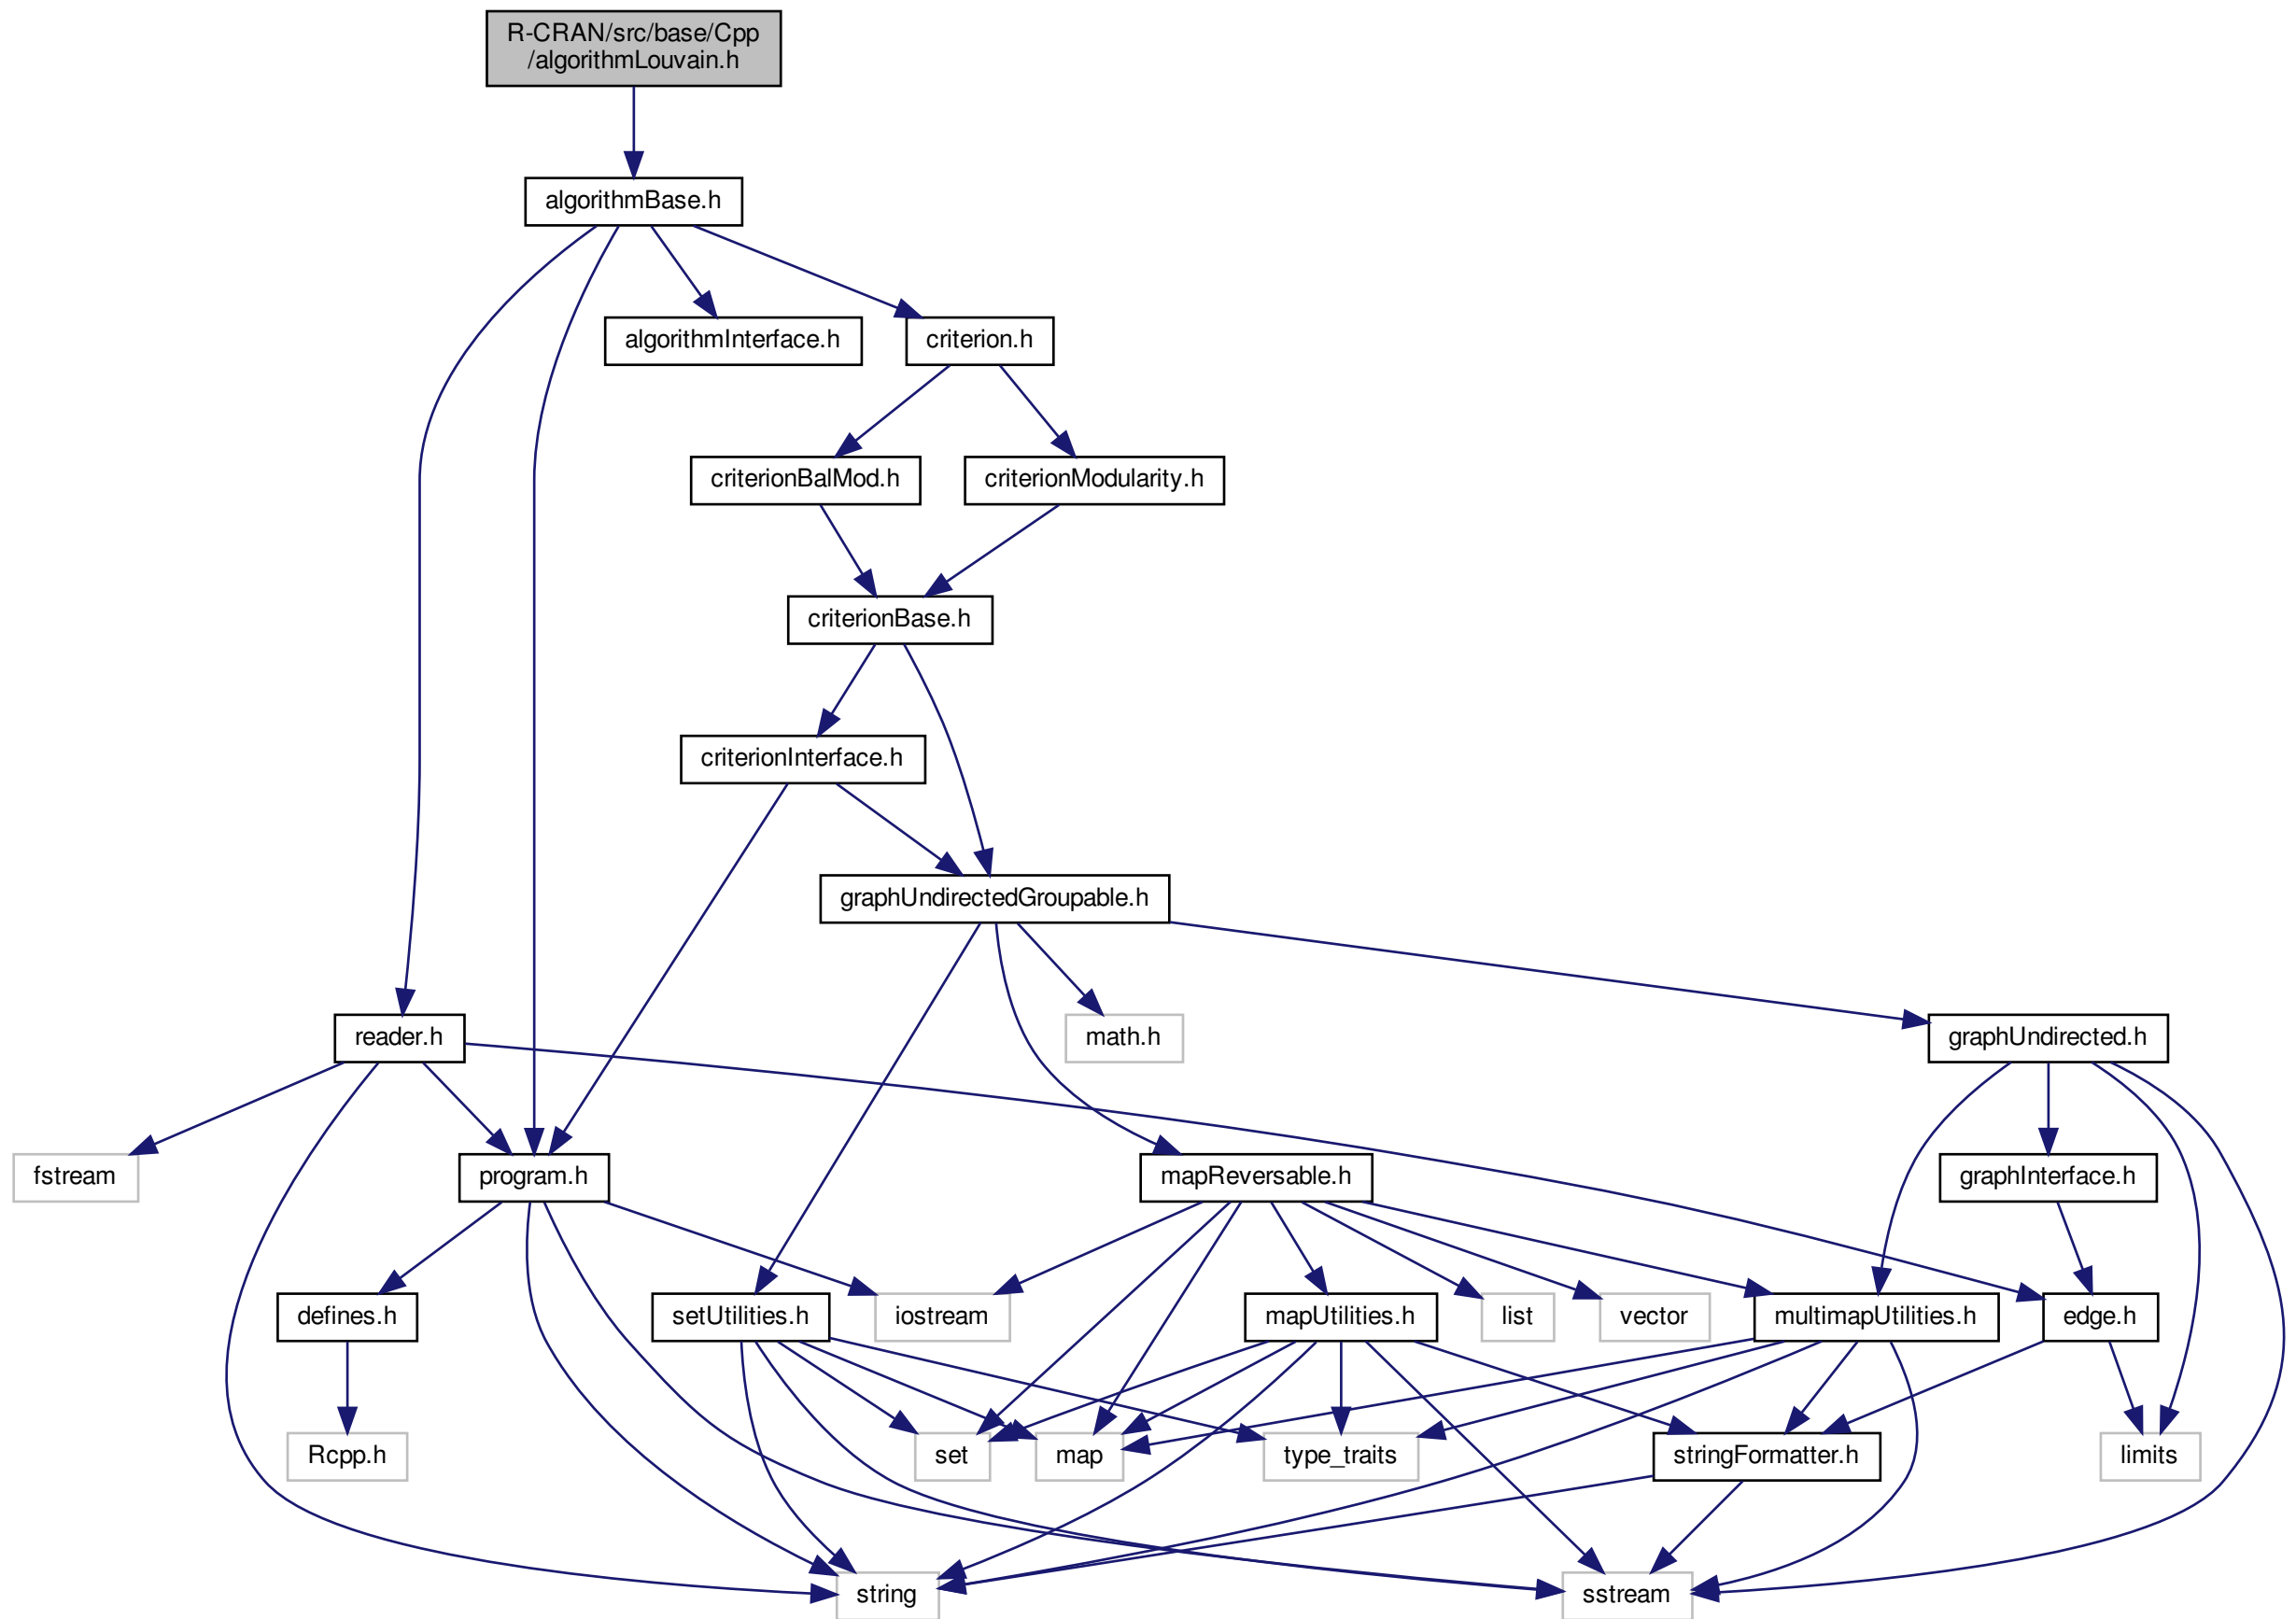 R-CRAN/src/base/Cpp
/algorithmLouvain.h
algorithmBase.h
algorithmInterface.h
criterion.h
criterionBalMod.h
criterionModularity.h
criterionBase.h
criterionInterface.h
graphUndirectedGroupable.h
reader.h
math.h
graphUndirected.h
fstream
program.h
mapReversable.h
graphInterface.h
defines.h
setUtilities.h
iostream
mapUtilities.h
list
vector
multimapUtilities.h
edge.h
Rcpp.h
set
map
type_traits
stringFormatter.h
limits
string
sstream